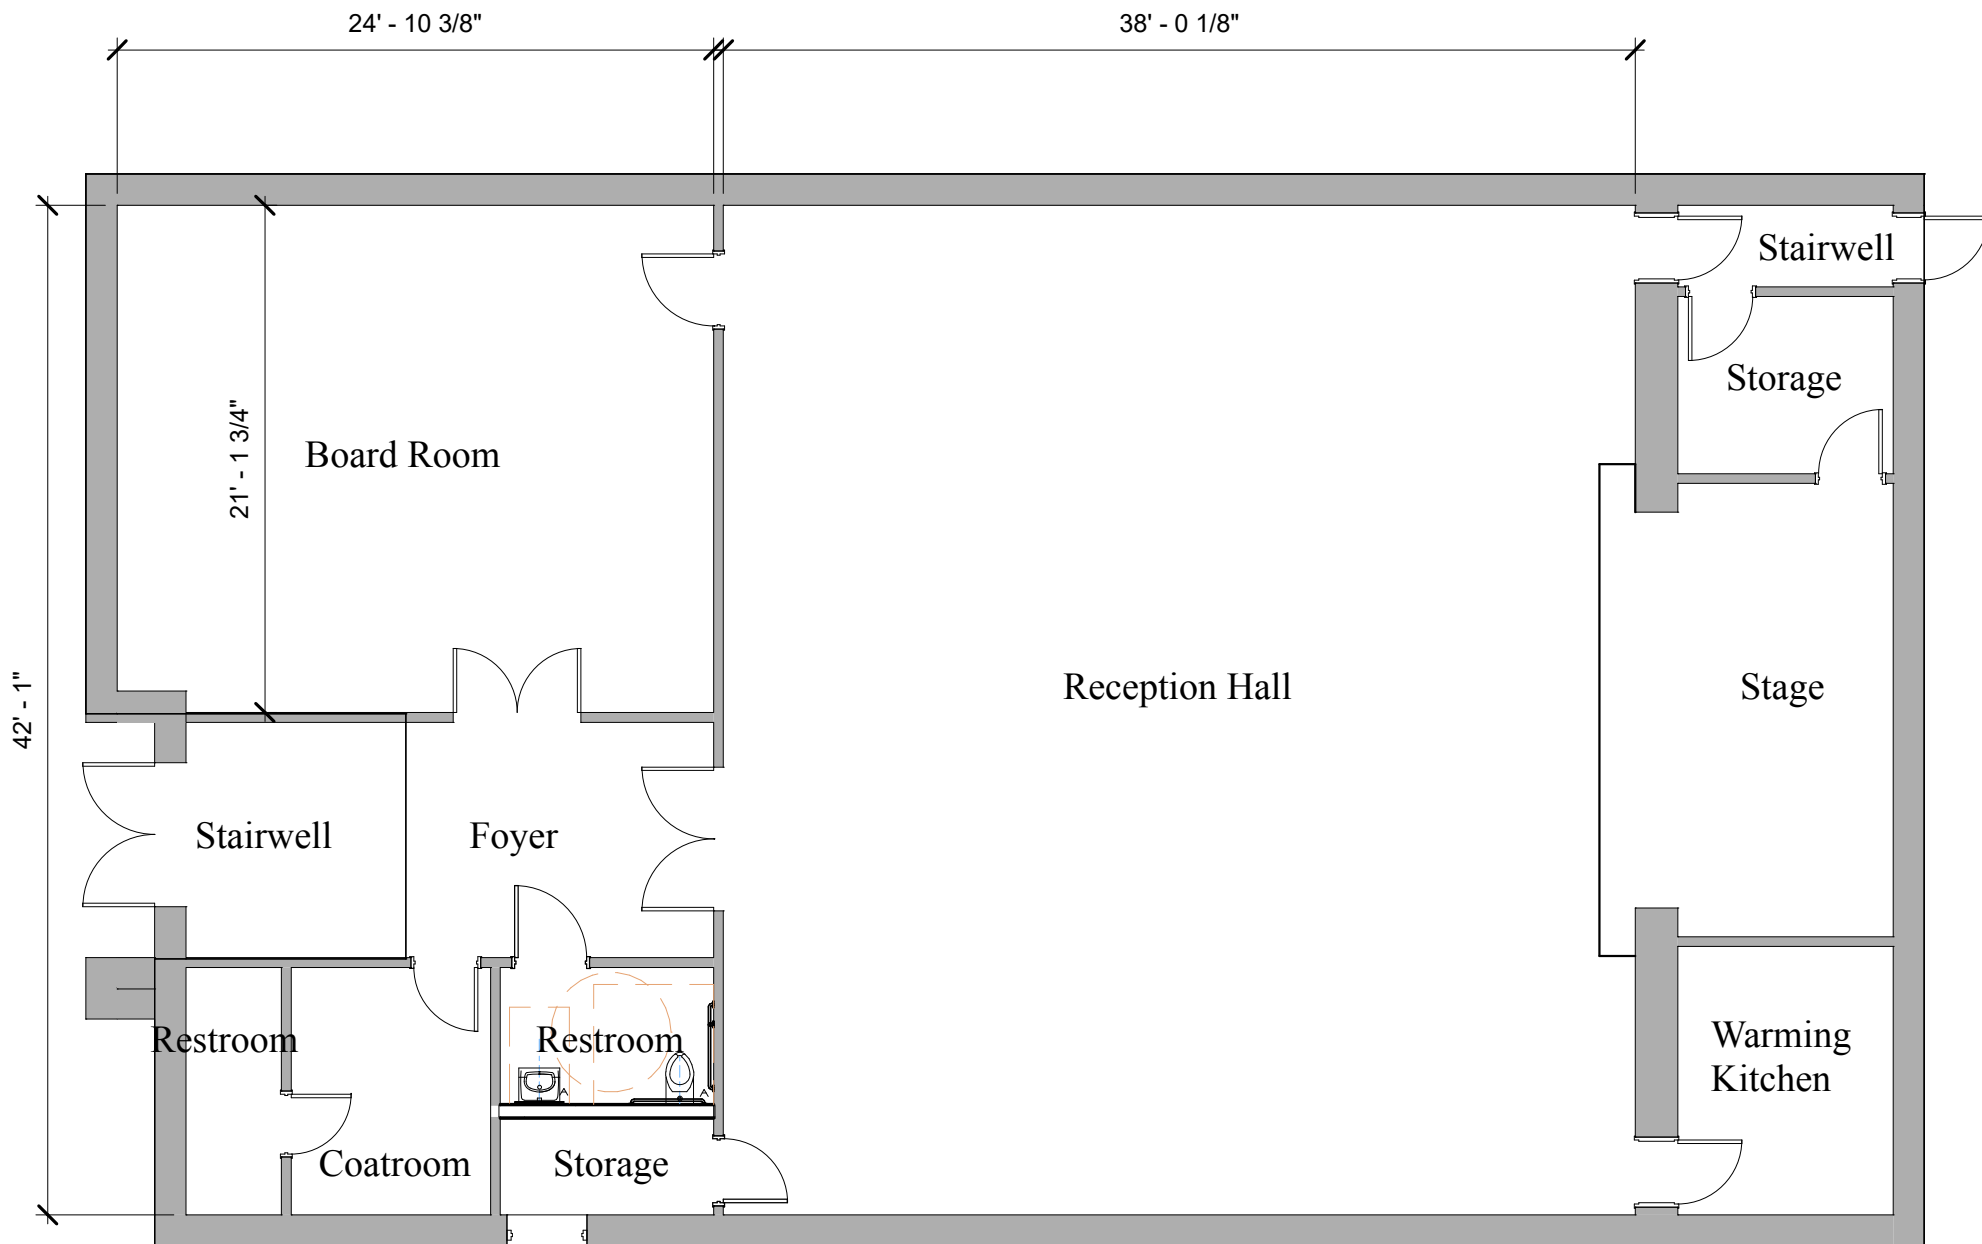 24' - 10 3/8"
38' - 0 1/8"
Stairwell
Storage
21' - 1 3/4"
Board Room
42' - 1"
Reception Hall
Stage
Stairwell
Foyer
Restroom
Restroom
Warming
Kitchen
Coatroom
Storage